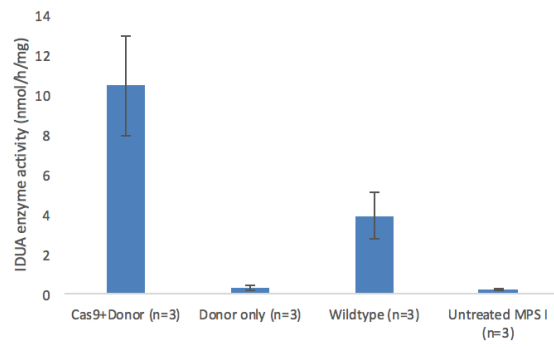 14
12
10
8
6
4
2
0
IDUA enzyme activity (nmol/h/mg)
Cas9+Donor (n=3)
Donor only (n=3)
Wildtype (n=3)
Untreated MPS I
(n=3)